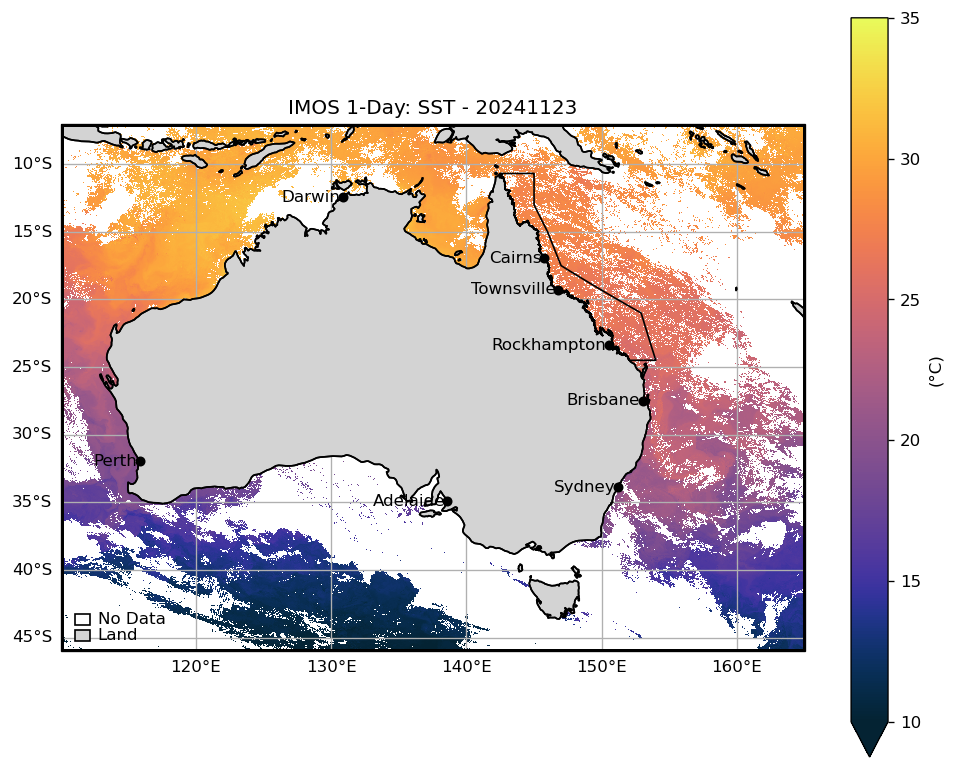 IMOS 1-Day: SST - 20241123
35
30
25
20
15
10
(°C)
10°S
15°S
20°S
25°S
30°S
35°S
40°S
45°S
Darwin
Cairns
Townsville
Rockhampton
Brisbane
Perth
Sydney
Adelaide
No Data
Land
120°E
130°E
140°E
150°E
160°E